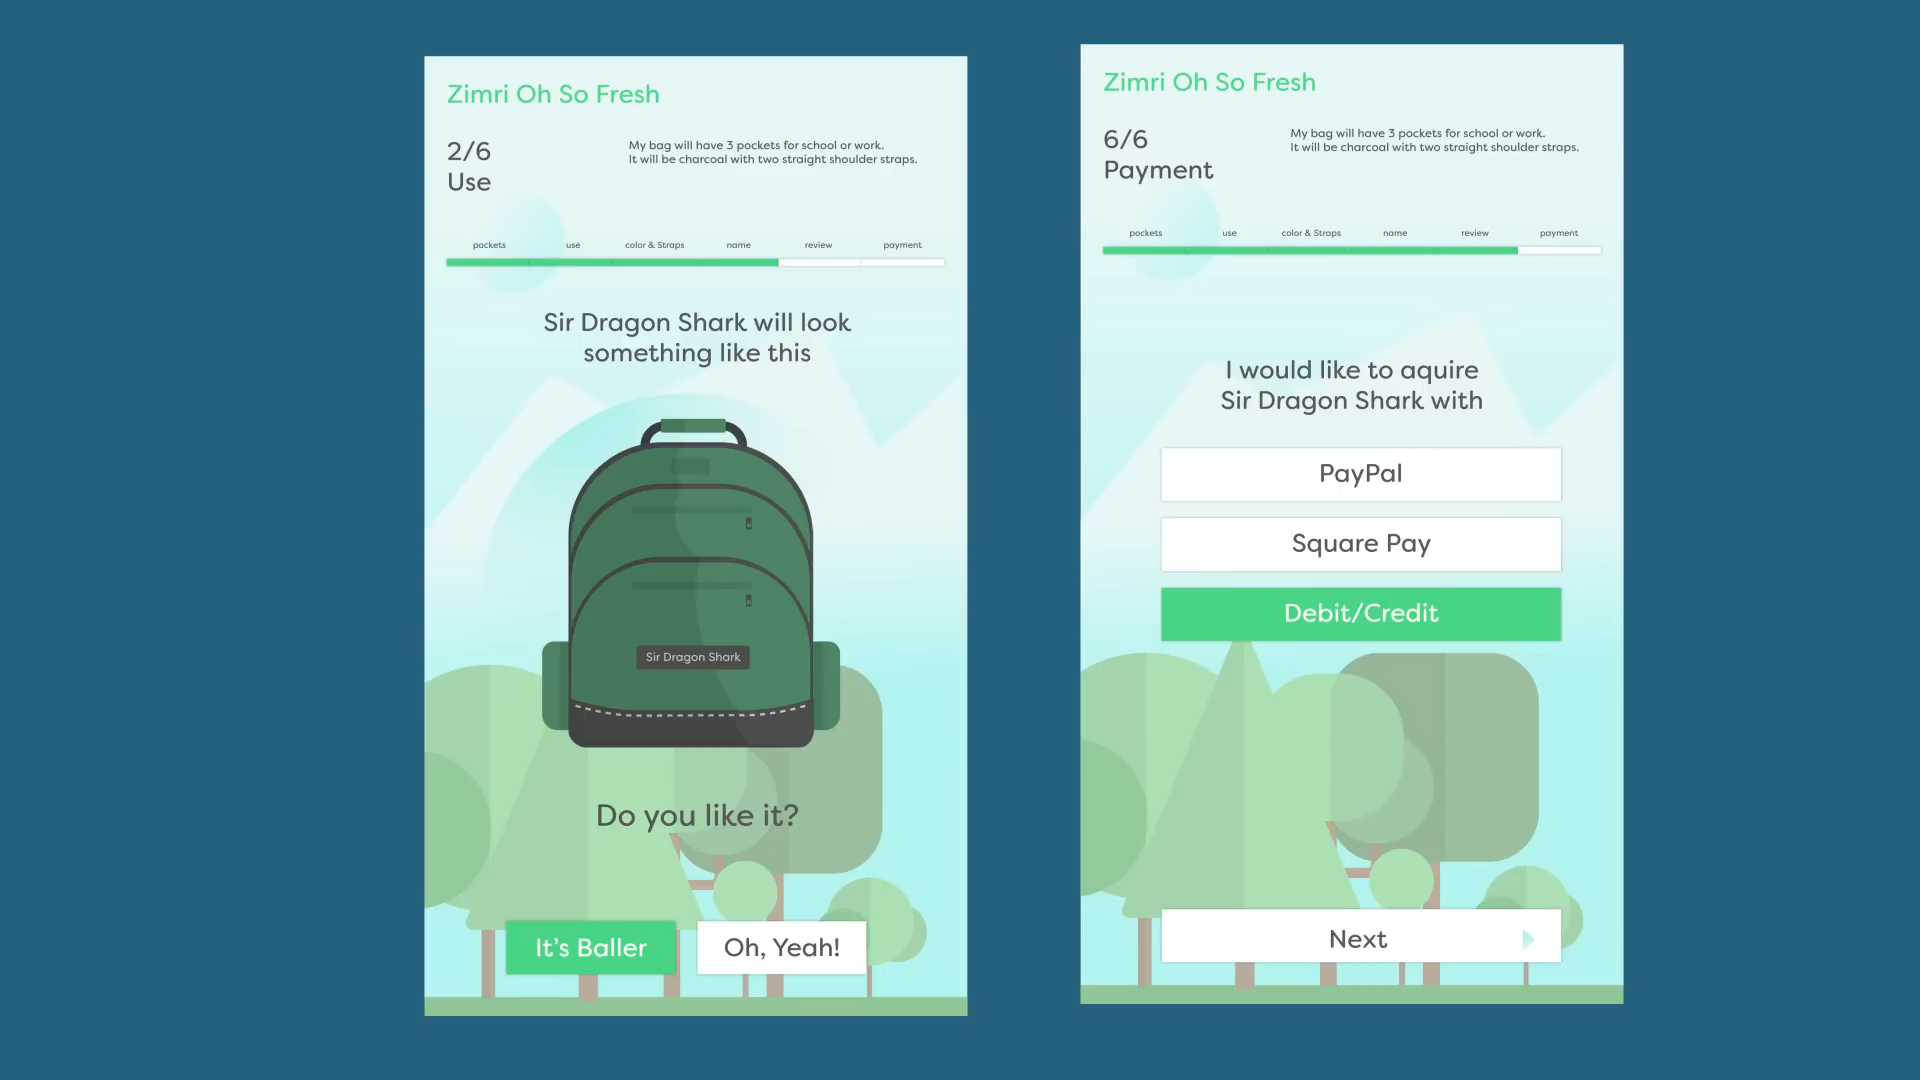 Zimri Oh So Fresh
2/6
Use
My bag will have 3 pockets for school or work.
It will be charcoal with two straight shoulder straps.
pockets use color & Straps name review payment
Sir Dragon Shark will look
something like this
Sir Dragon Shark
Do you like it?
It's Baller
Oh, Yeah!
Zimri Oh So Fresh
6/6
Payment
My bag will have 3 pockets for school or work.
It will be charcoal with two straight shoulder straps.
pockets use color & Straps name review payment
I would like to aquire
Sir Dragon Shark with
PayPal
Square Pay
Debit/Credit
Next